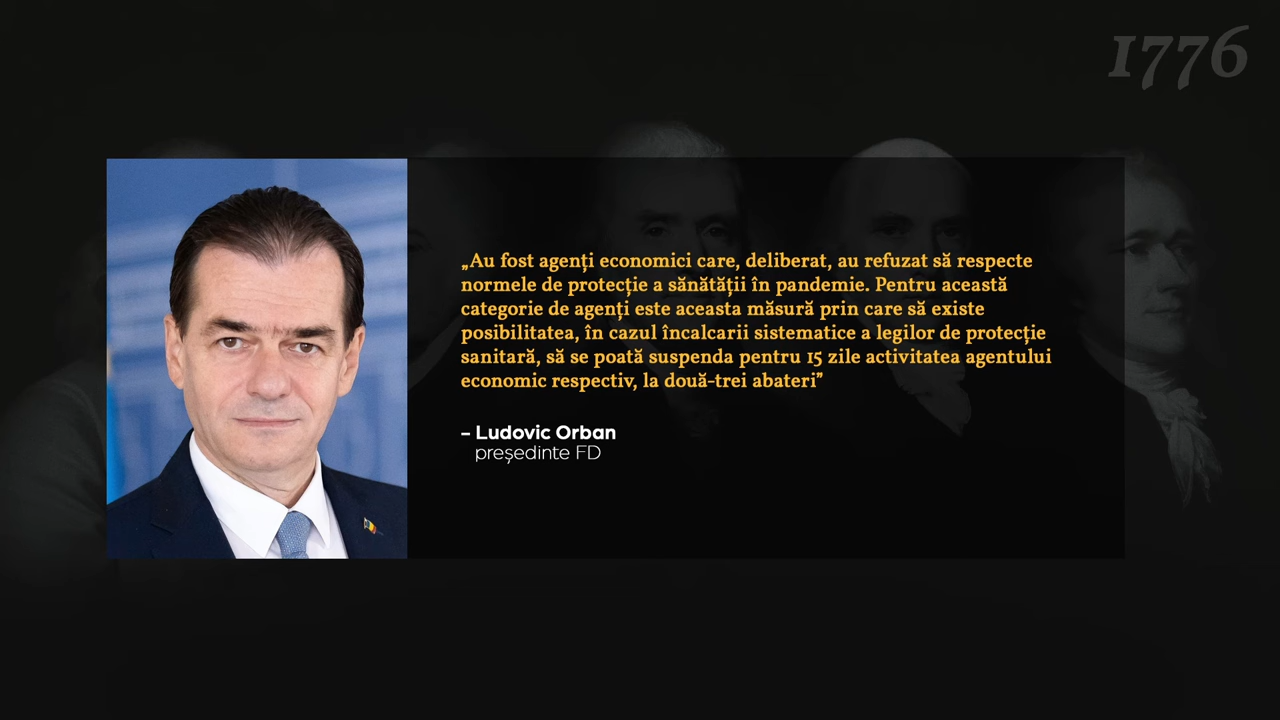 1776
„Au fost agenți economici care, deliberat, au refuzat să respecte
normele de protecție a sănătății în pandemie. Pentru această
categorie de agenți este aceasta măsură prin care să existe
posibilitatea, în cazul încalcarii sistematice a legilor de protecție
sanitară, să se poată suspenda pentru 15 zile activitatea agentului
economic respectiv, la două-trei abateri”
– Ludovic Orban
președinte FD